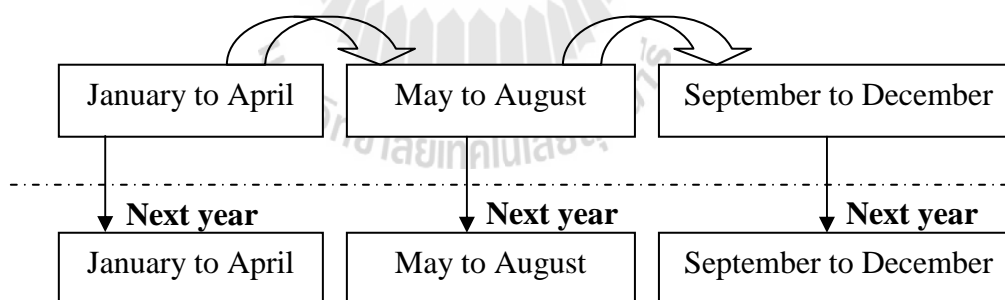 January to April
May to August
September to December
Next year
Next year
Next year
January to April
May to August
September to December